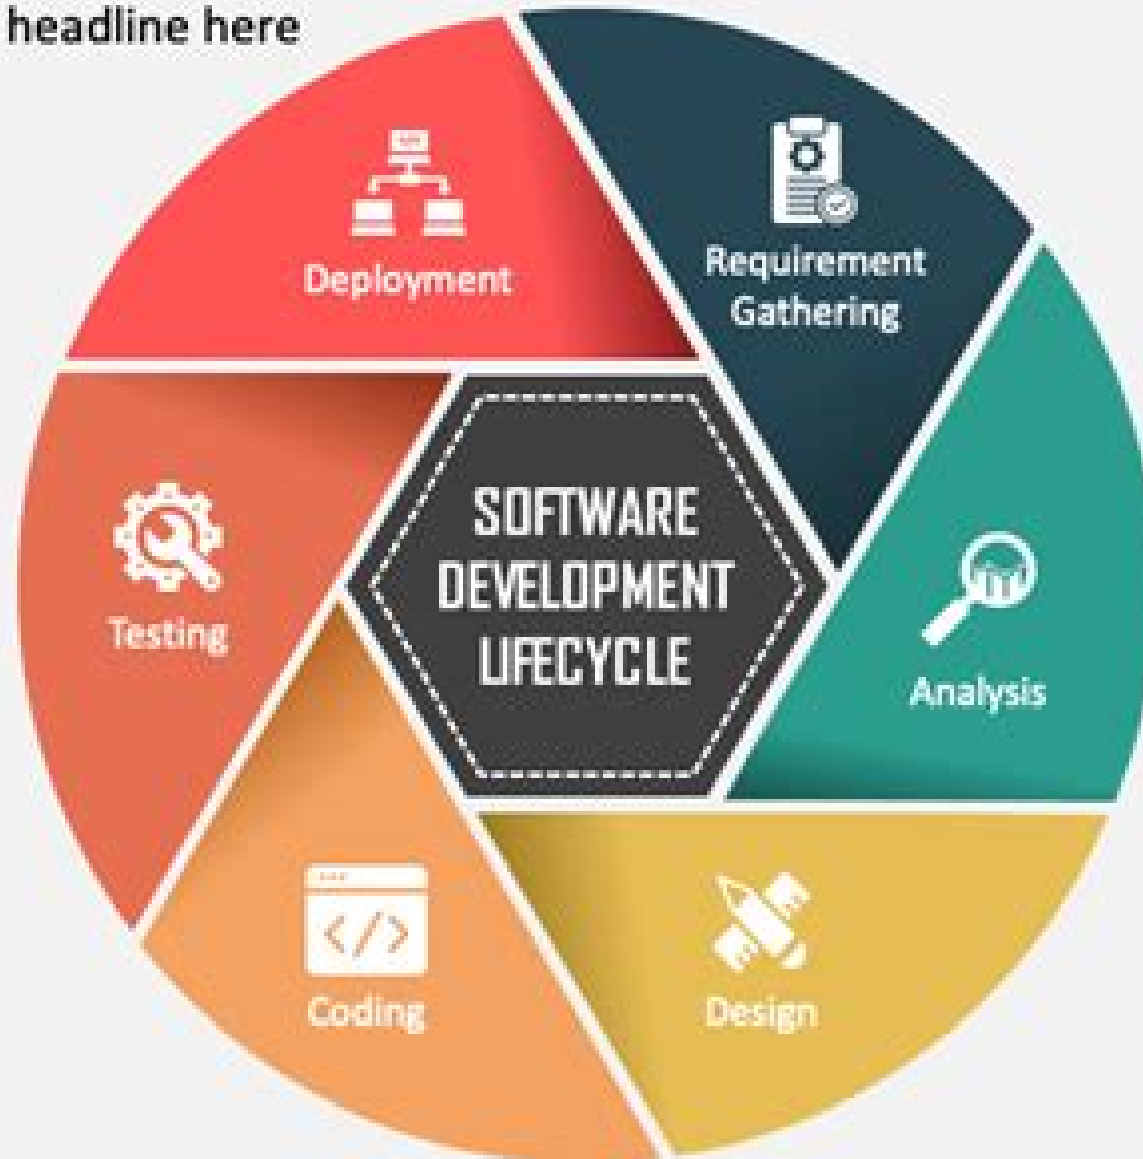 headline here
Deployment
Requirement
Gathering
SOFTWARE
DEVELOPMENT
LIFECYCLE
Testing
Analysis
</>
Coding
Design